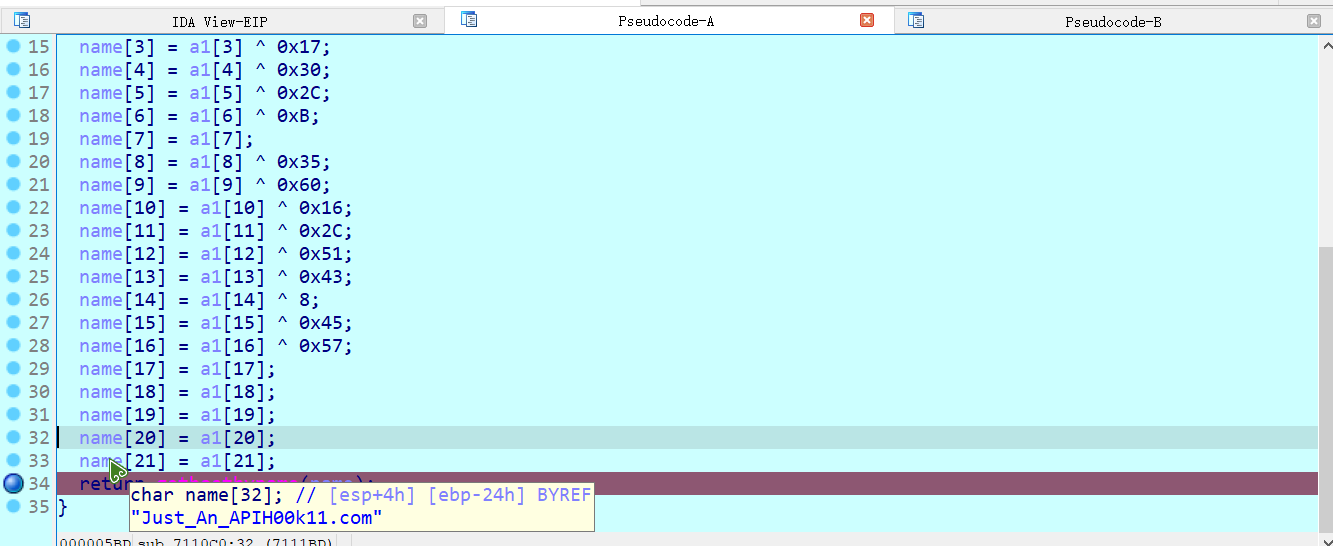 IDA View-EIP Pseudocode-A Pseudocode-B
15 name[3] = a1[3] ^ 0x17;
16 name[4] = a1[4] ^ 0x30;
17 name[5] = a1[5] ^ 0x2C;
18 name[6] = a1[6] ^ 0xB;
19 name[7] = a1[7];
20 name[8] = a1[8] ^ 0x35;
21 name[9] = a1[9] ^ 0x60;
22 name[10] = a1[10] ^ 0x16;
23 name[11] = a1[11] ^ 0x2C;
24 name[12] = a1[12] ^ 0x51;
25 name[13] = a1[13] ^ 0x43;
26 name[14] = a1[14] ^ 8;
27 name[15] = a1[15] ^ 0x45;
28 name[16] = a1[16] ^ 0x57;
29 name[17] = a1[17];
30 name[18] = a1[18];
31 name[19] = a1[19];
32 name[20] = a1[20];
33 name[21] = a1[21];
34 return
char name[32]; // [esp+4h] [ebp-24h] BYREF
"Just_An_APIH00k11.com"
35 }
000005BD sub_7110C0:32 (7111BD)